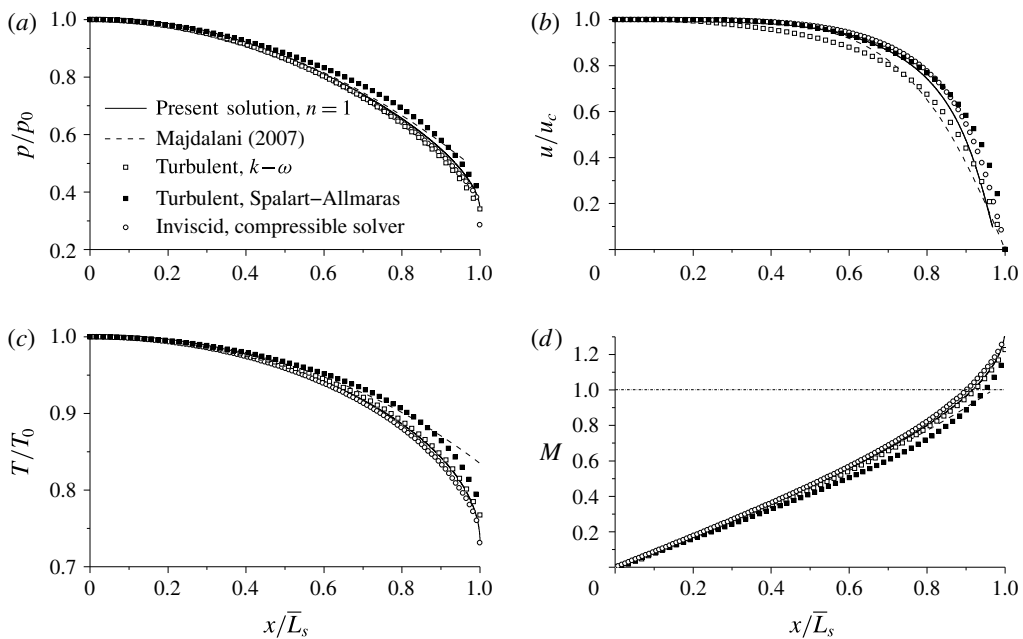 (a)
1.0
0.8
0.6
0.4
0.2
p/p0
Present solution, n = 1
Majdalani (2007)
Turbulent, k−ω
Turbulent, Spalart−Allmaras
Inviscid, compressible solver
0 0.2 0.4 0.6 0.8 1.0
(b)
1.0
0.8
0.6
0.4
0.2
u/uc
0 0.2 0.4 0.6 0.8 1.0
(c)
1.0
0.9
0.8
0.7
T/T0
0 0.2 0.4 0.6 0.8 1.0
x/L̅s
(d)
1.2
1.0
0.8
0.6
0.4
0.2
M
0 0.2 0.4 0.6 0.8 1.0
x/L̅s